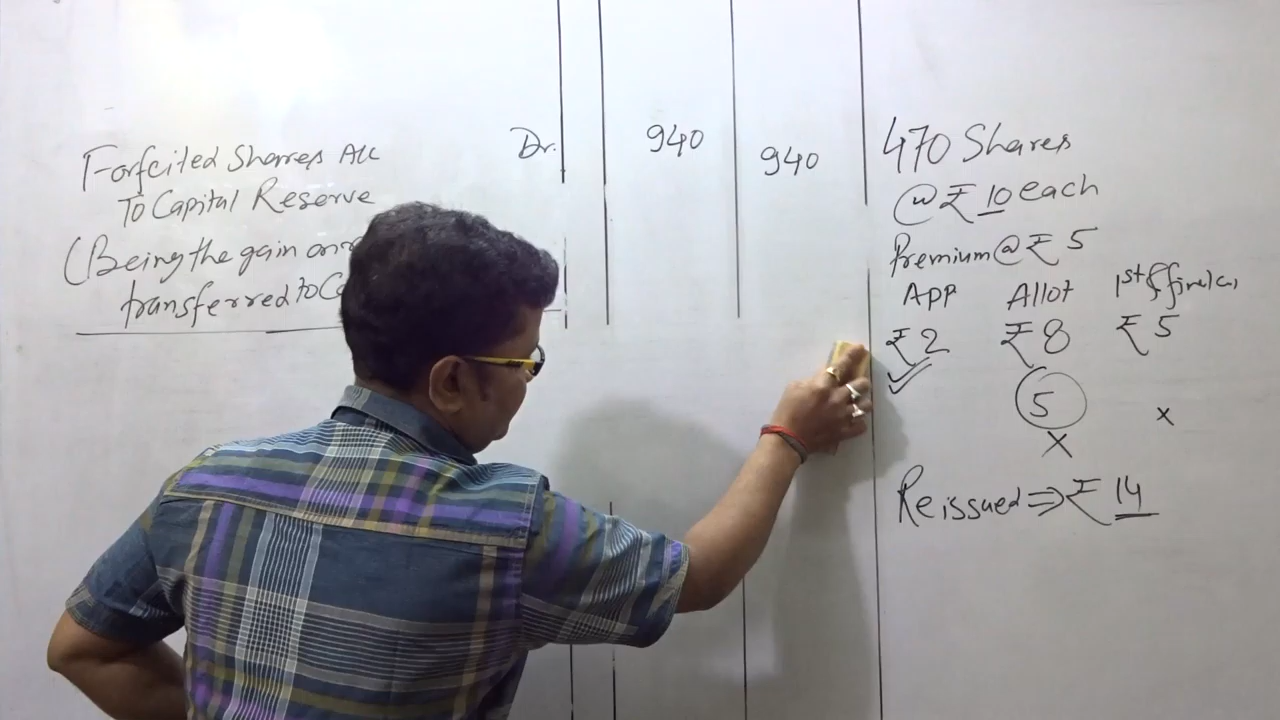 Forfeited Shares A/c Dr. 940
To Capital Reserve 940
(Being the gain on
transferred to
470 Shares
@ ₹ 10 each
Premium @ ₹ 5
APP Allot 1st & final
₹ 2 ₹ 8 ₹ 5
5
Reissued ⇒ ₹ 14